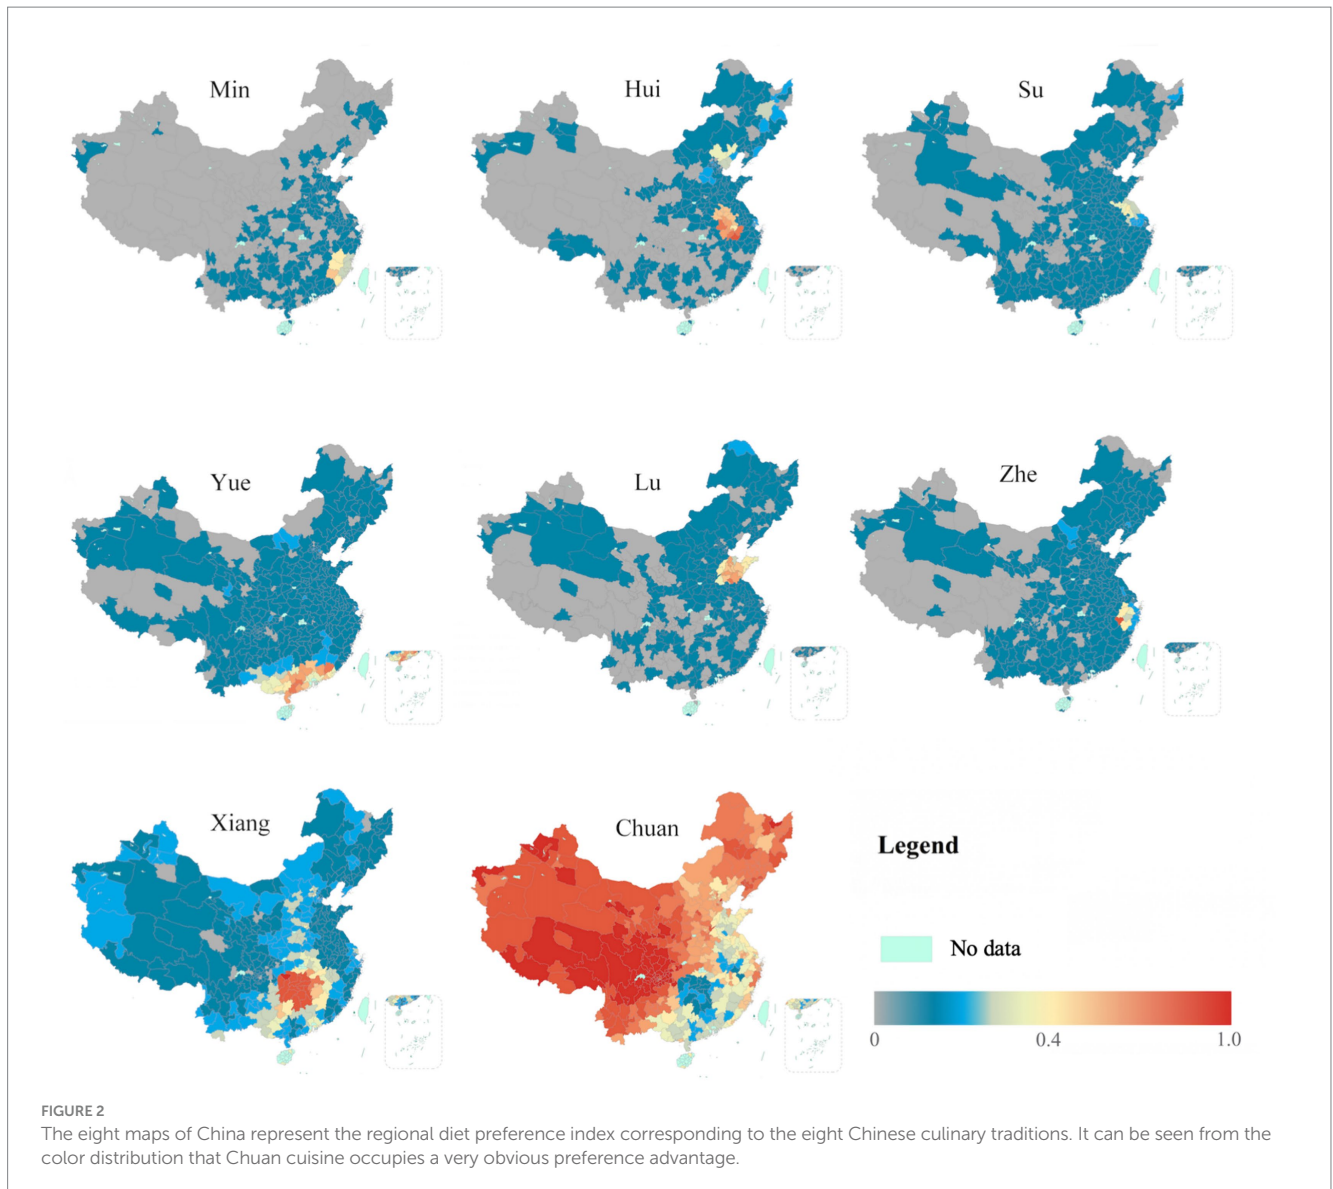 Min
Hui
Su
Yue
Lu
Zhe
Xiang
Chuan
Legend
No data
0
0.4
1.0
FIGURE 2
The eight maps of China represent the regional diet preference index corresponding to the eight Chinese culinary traditions. It can be seen from the
color distribution that Chuan cuisine occupies a very obvious preference advantage.